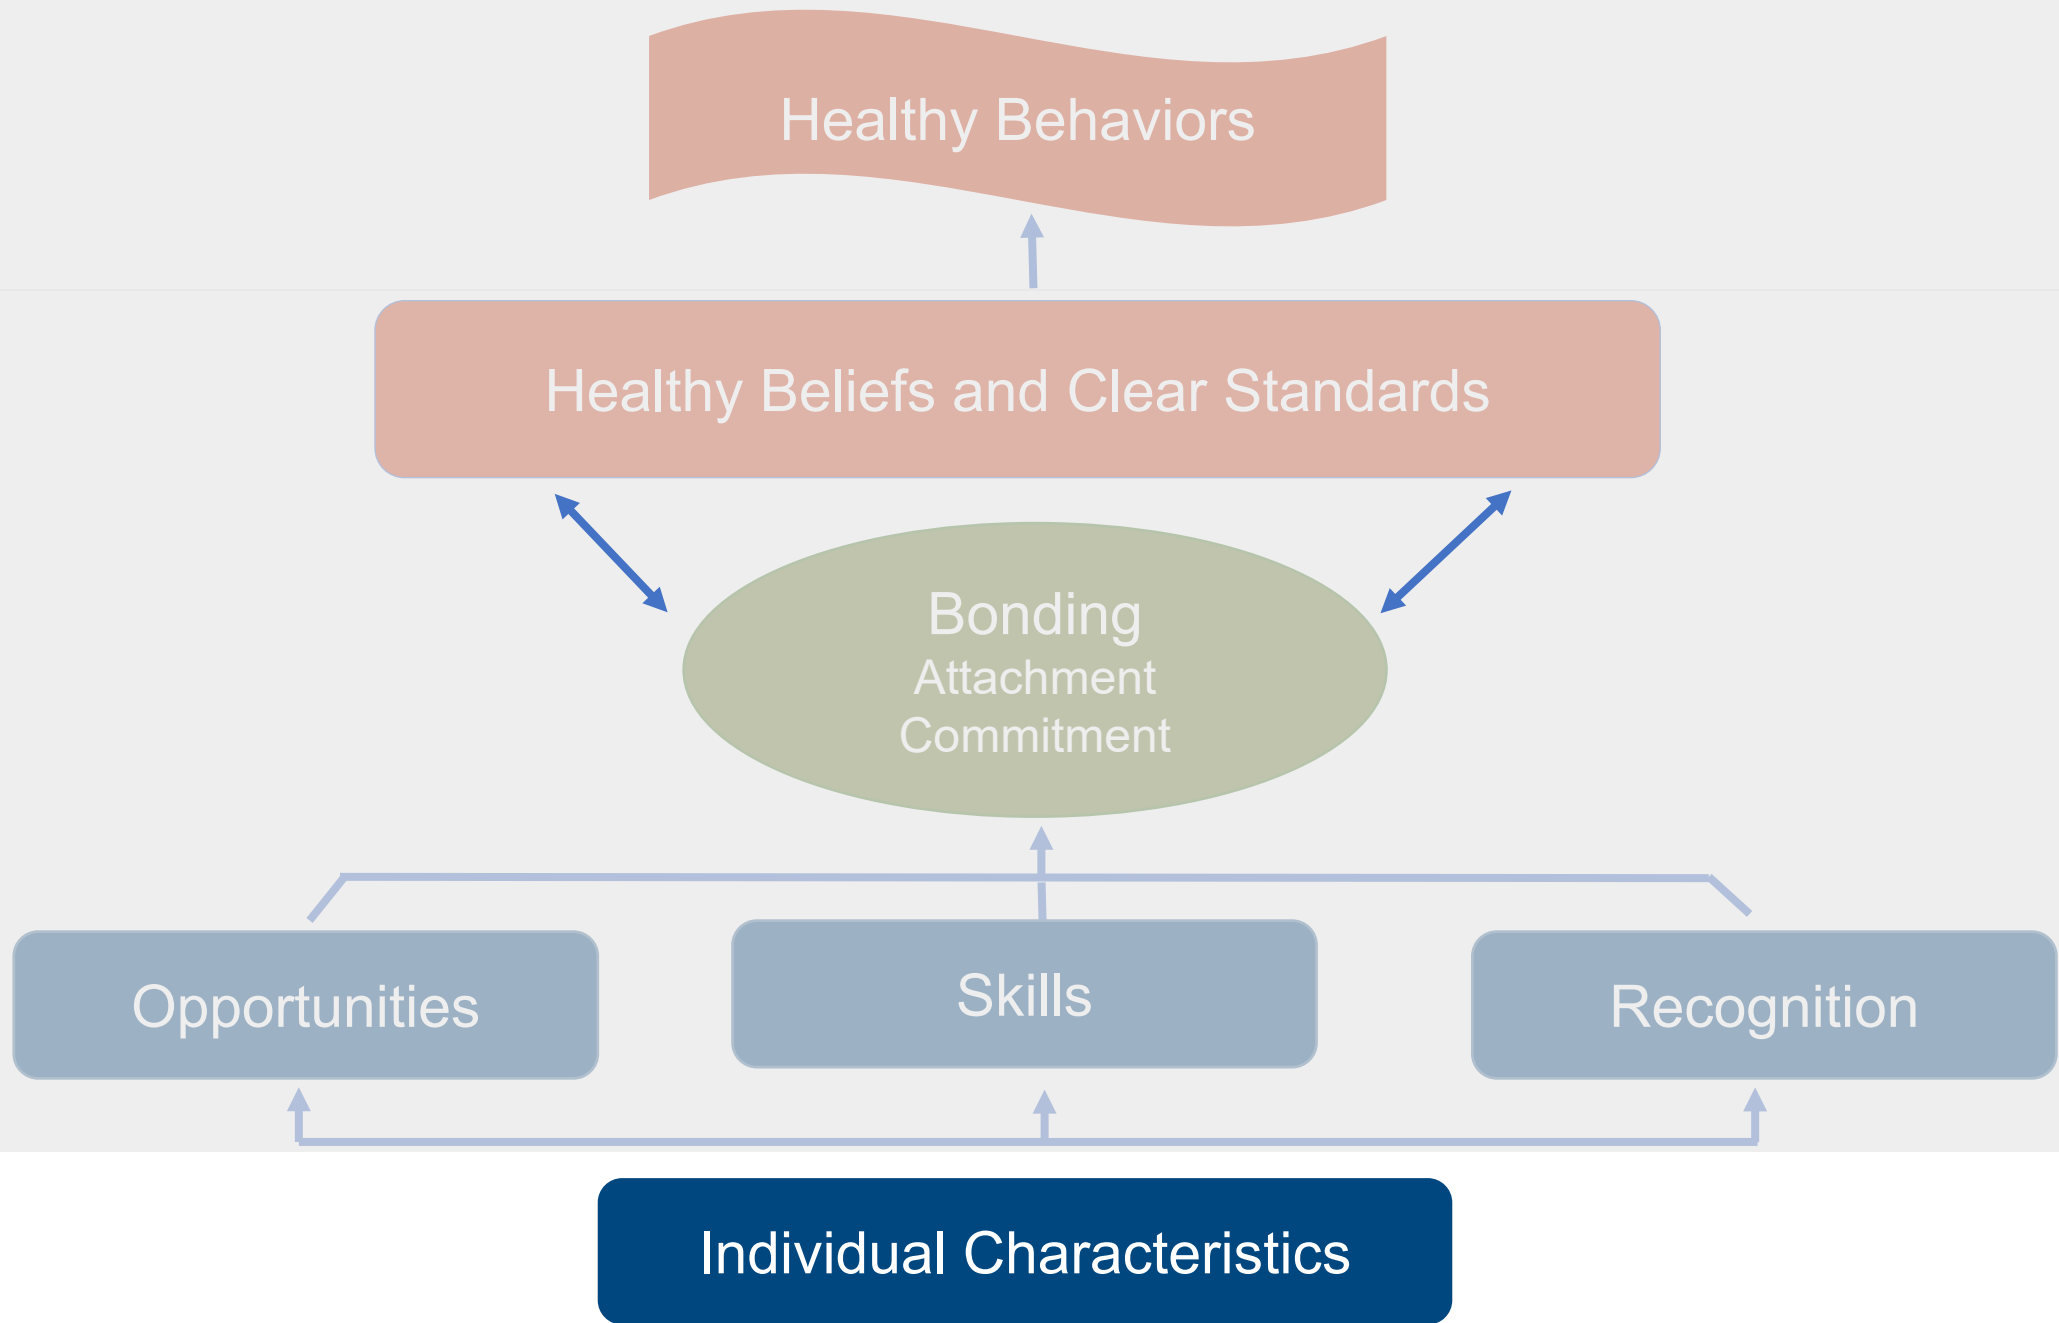 Healthy Behaviors
Healthy Beliefs and Clear Standards
Bonding
Attachment
Commitment
Opportunities
Skills
Recognition
Individual Characteristics